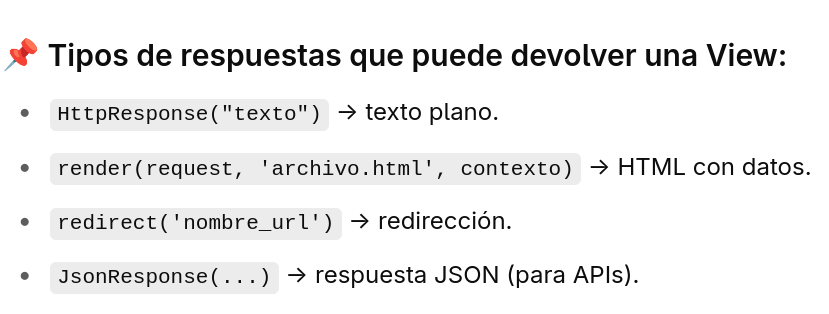 📌 Tipos de respuestas que puede devolver una View:
• HttpResponse("texto") → texto plano.
• render(request, 'archivo.html', contexto) → HTML con datos.
• redirect('nombre_url') → redirección.
• JsonResponse(...) → respuesta JSON (para APIs).